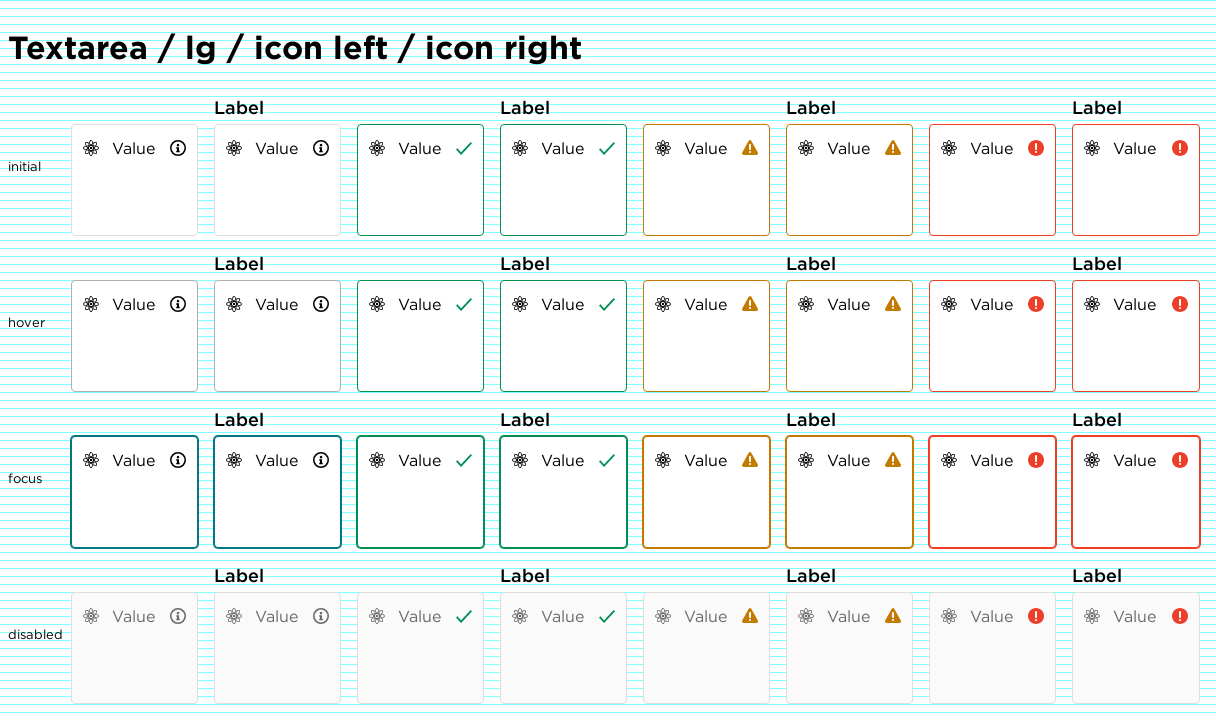 Textarea / lg / icon left / icon right
Label Label Label Label
initial Value Value Value Value Value Value Value Value
Label Label Label Label
hover Value Value Value Value Value Value Value Value
Label Label Label Label
focus Value Value Value Value Value Value Value Value
Label Label Label Label
disabled Value Value Value Value Value Value Value Value